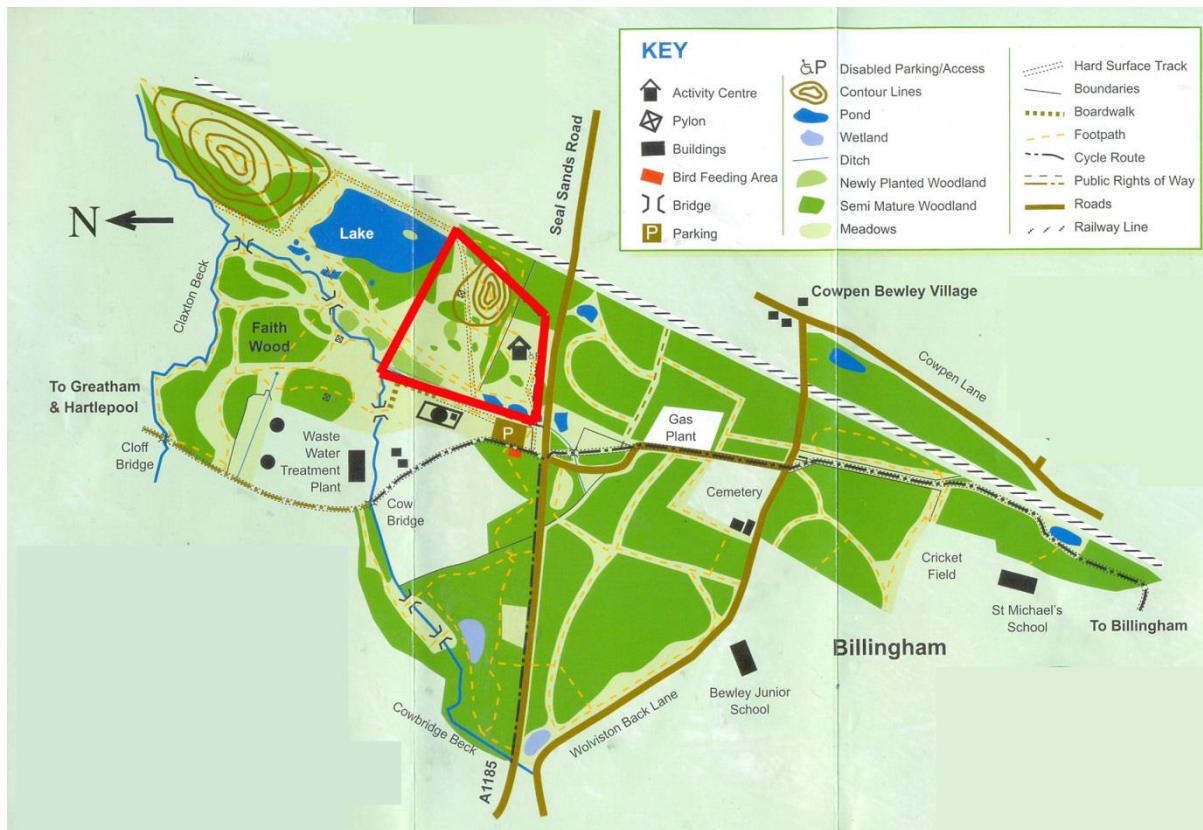 KEY
Activity Centre
Pylon
Buildings
Bird Feeding Area
Bridge
P
Parking
P
Disabled Parking/Access
Contour Lines
Pond
Wetland
Ditch
Newly Planted Woodland
Semi Mature Woodland
Meadows
Hard Surface Track
Boundaries
Boardwalk
Footpath
Cycle Route
Public Rights of Way
Roads
Railway Line
N
Seal Sands Road
Lake
Claxton Beck
Faith
Wood
To Greatham
& Hartlepool
Cloff
Bridge
Waste
Water
Treatment
Plant
Cow
Bridge
P
Gas
Plant
Cemetery
Cowpen Bewley Village
Cowpen Lane
Cricket
Field
St Michael's
School
To Billingham
Billingham
Bewley Junior
School
Wolviston Back Lane
Cowbridge Beck
A1185